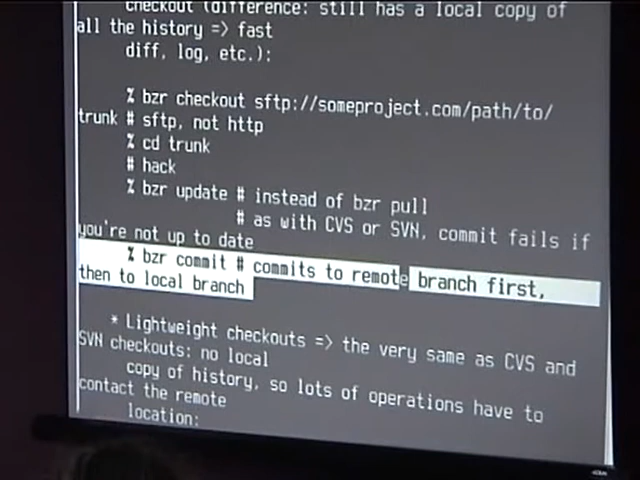 checkout (difference: still has a local copy of
all the history => fast
diff, log, etc.):
% bzr checkout sftp://someproject.com/path/to/
trunk # sftp, not http
% cd trunk
# hack
% bzr update # instead of bzr pull
# as with CVS or SVN, commit fails if
you're not up to date
% bzr commit # commits to remote branch first,
then to local branch
* Lightweight checkouts => the very same as CVS and
SVN checkouts: no local
copy of history, so lots of operations have to
contact the remote
location: